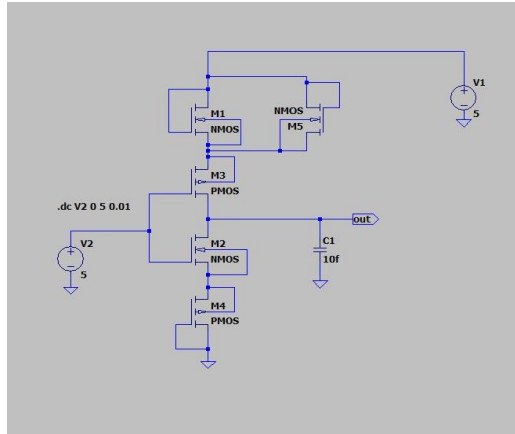 V1
5
M1
NMOS
NMOS
M5
M3
PMOS
.dc V2 0 5 0.01
V2
5
out
M2
NMOS
C1
10f
M4
PMOS